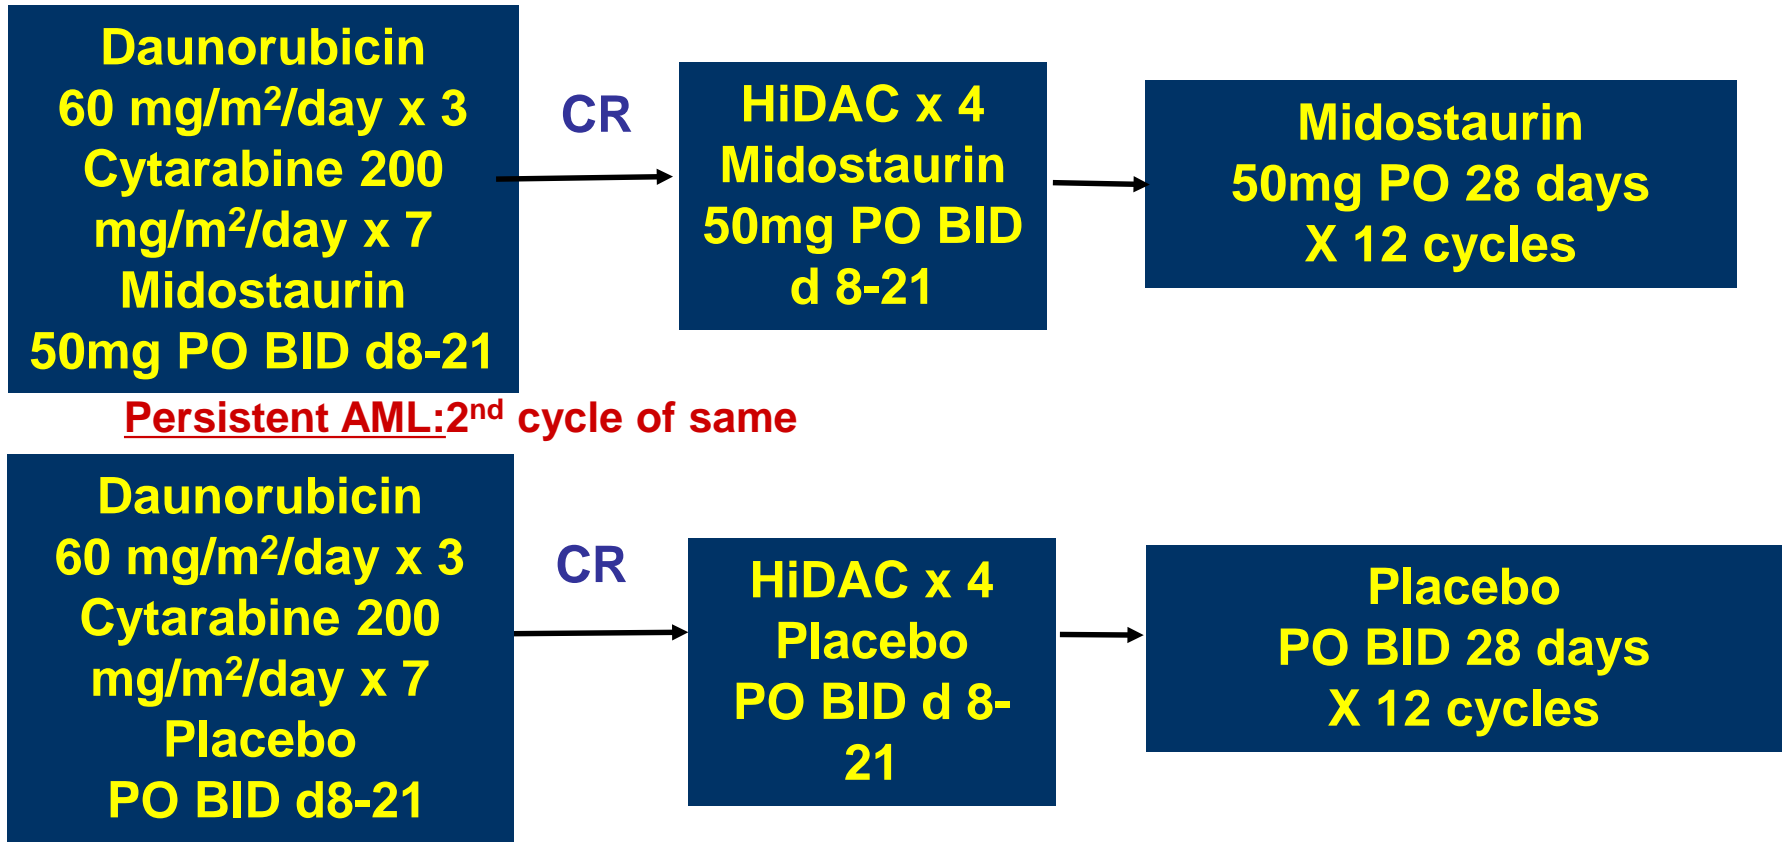 Daunorubicin
60 mg/m²/day x 3
Cytarabine 200
mg/m²/day x 7
Midostaurin
50mg PO BID d8-21
CR
HiDAC x 4
Midostaurin
50mg PO BID
d 8-21
Midostaurin
50mg PO 28 days
X 12 cycles
Persistent AML:2nd cycle of same
Daunorubicin
60 mg/m²/day x 3
Cytarabine 200
mg/m²/day x 7
Placebo
PO BID d8-21
CR
HiDAC x 4
Placebo
PO BID d 8-
21
Placebo
PO BID 28 days
X 12 cycles